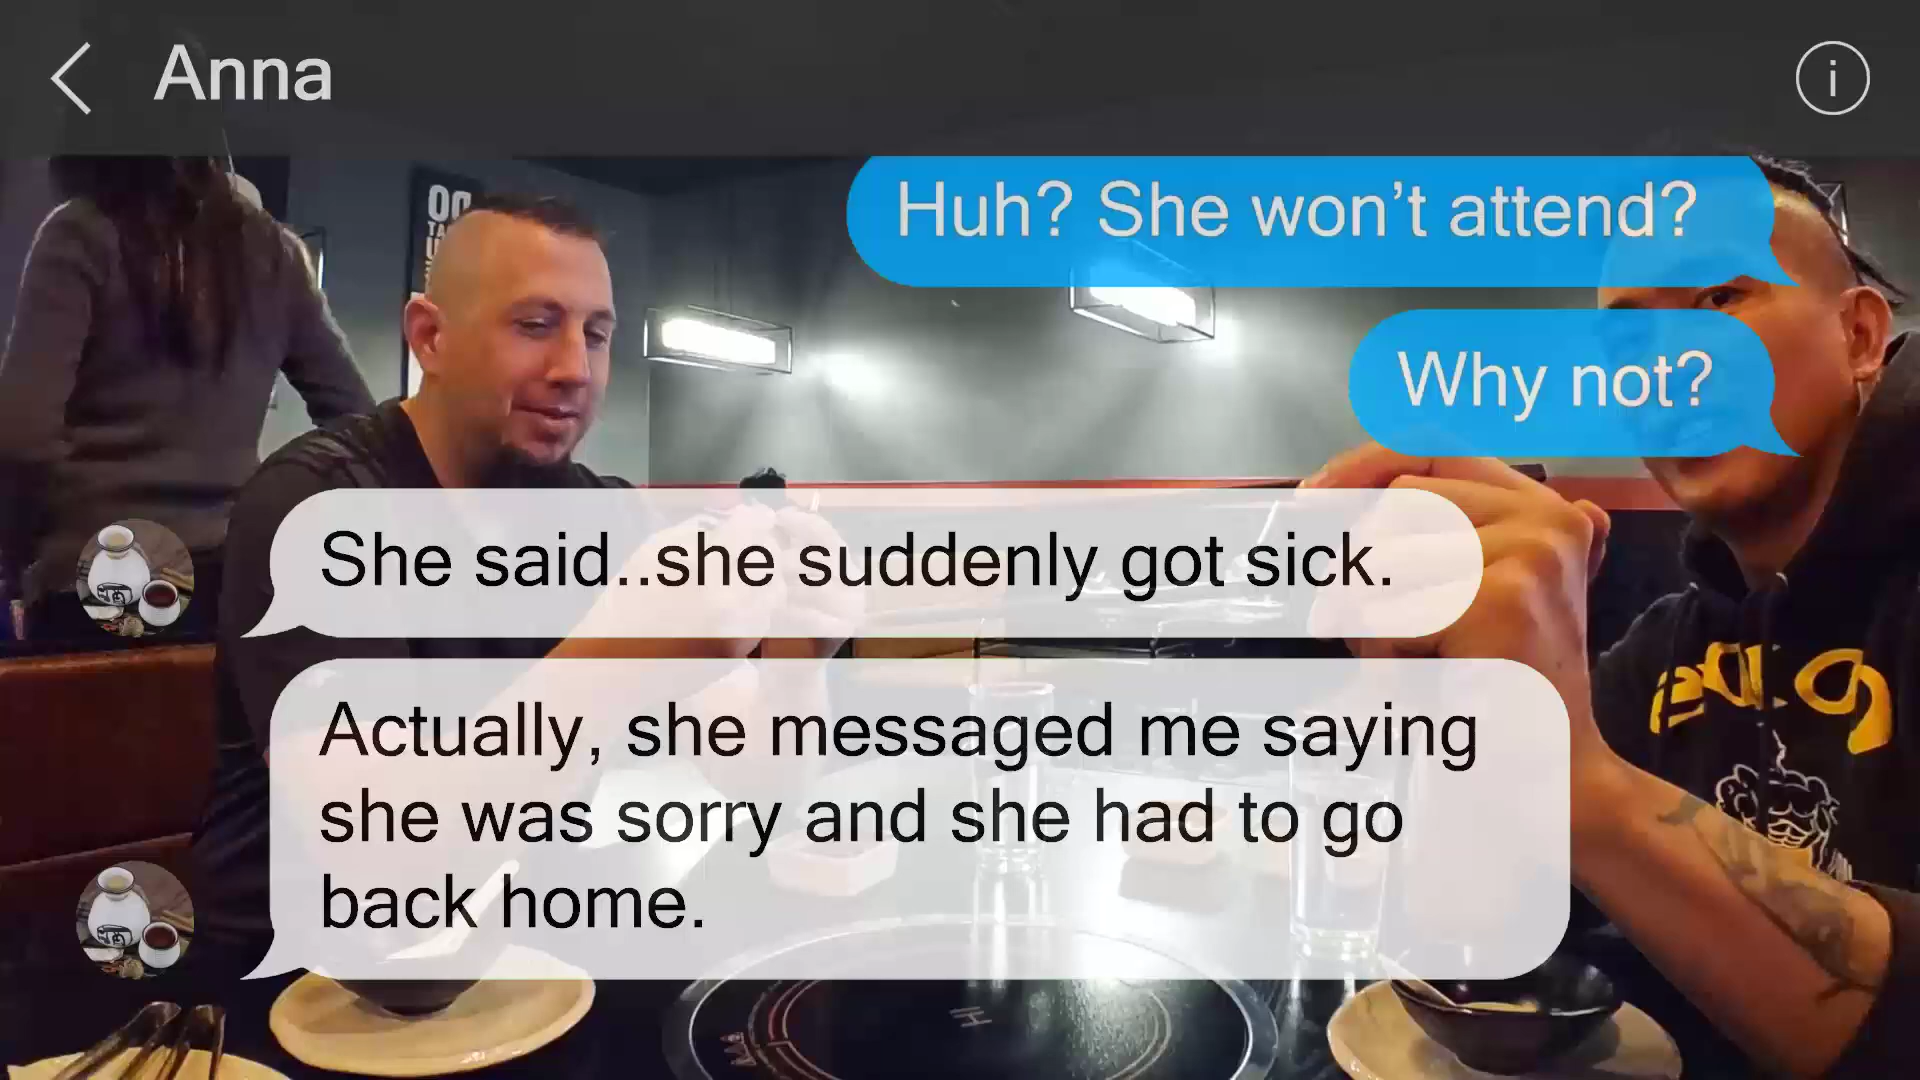 Anna
Huh? She won’t attend?
Why not?
She said..she suddenly got sick.
Actually, she messaged me saying
she was sorry and she had to go
back home.